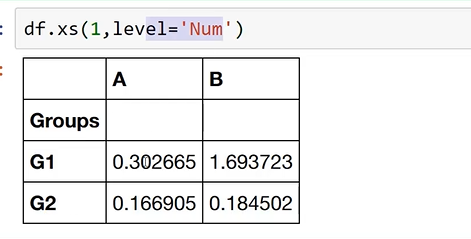 df.xs(1,level='Num')
A B
Groups
G1 0.302665 1.693723
G2 0.166905 0.184502